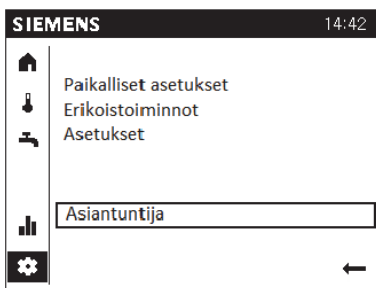 SIEMENS 14:42
Paikalliset asetukset
Erikoistoiminnot
Asetukset
Asiantuntija